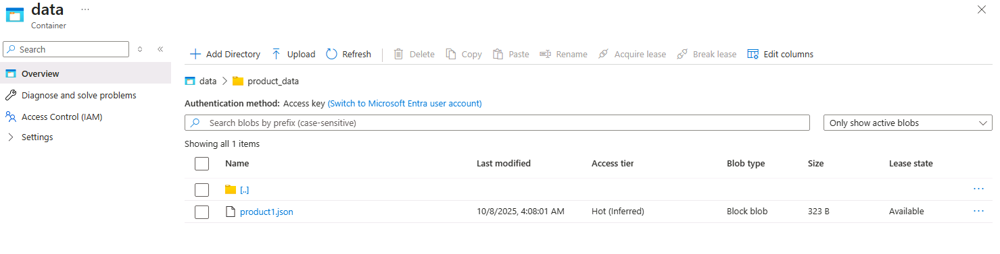 data ...
Container
Search
Overview
Diagnose and solve problems
Access Control (IAM)
Settings
Add Directory Upload Refresh Delete Copy Paste Rename Acquire lease Break lease Edit columns
data > product_data
Authentication method: Access key (Switch to Microsoft Entra user account)
Search blobs by prefix (case-sensitive) Only show active blobs
Showing all 1 items
Name Last modified Access tier Blob type Size Lease state
[..] ...
product1.json 10/8/2025, 4:08:01 AM Hot (Inferred) Block blob 323 B Available ...